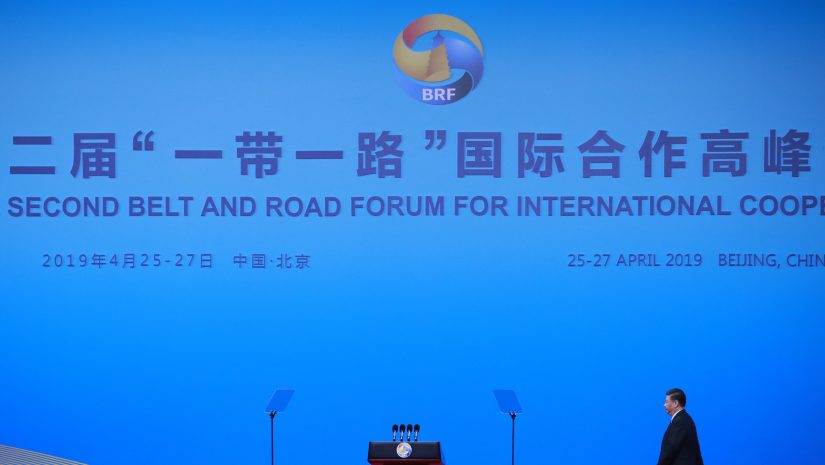 BRF
二届“一带一路”国际合作高峰
SECOND BELT AND ROAD FORUM FOR INTERNATIONAL COOPE
2019年4月25-27日 中国·北京
25-27 APRIL 2019 BEIJING, CHIN